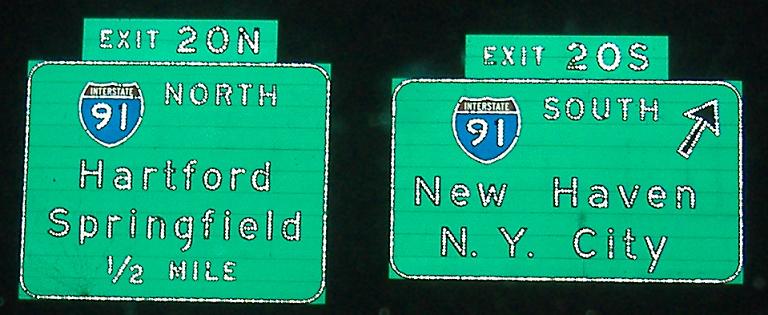 EXIT 20N
INTERSTATE
91
NORTH
Hartford
Springfield
1/2 MILE
EXIT 20S
INTERSTATE
91
SOUTH
New Haven
N. Y. City